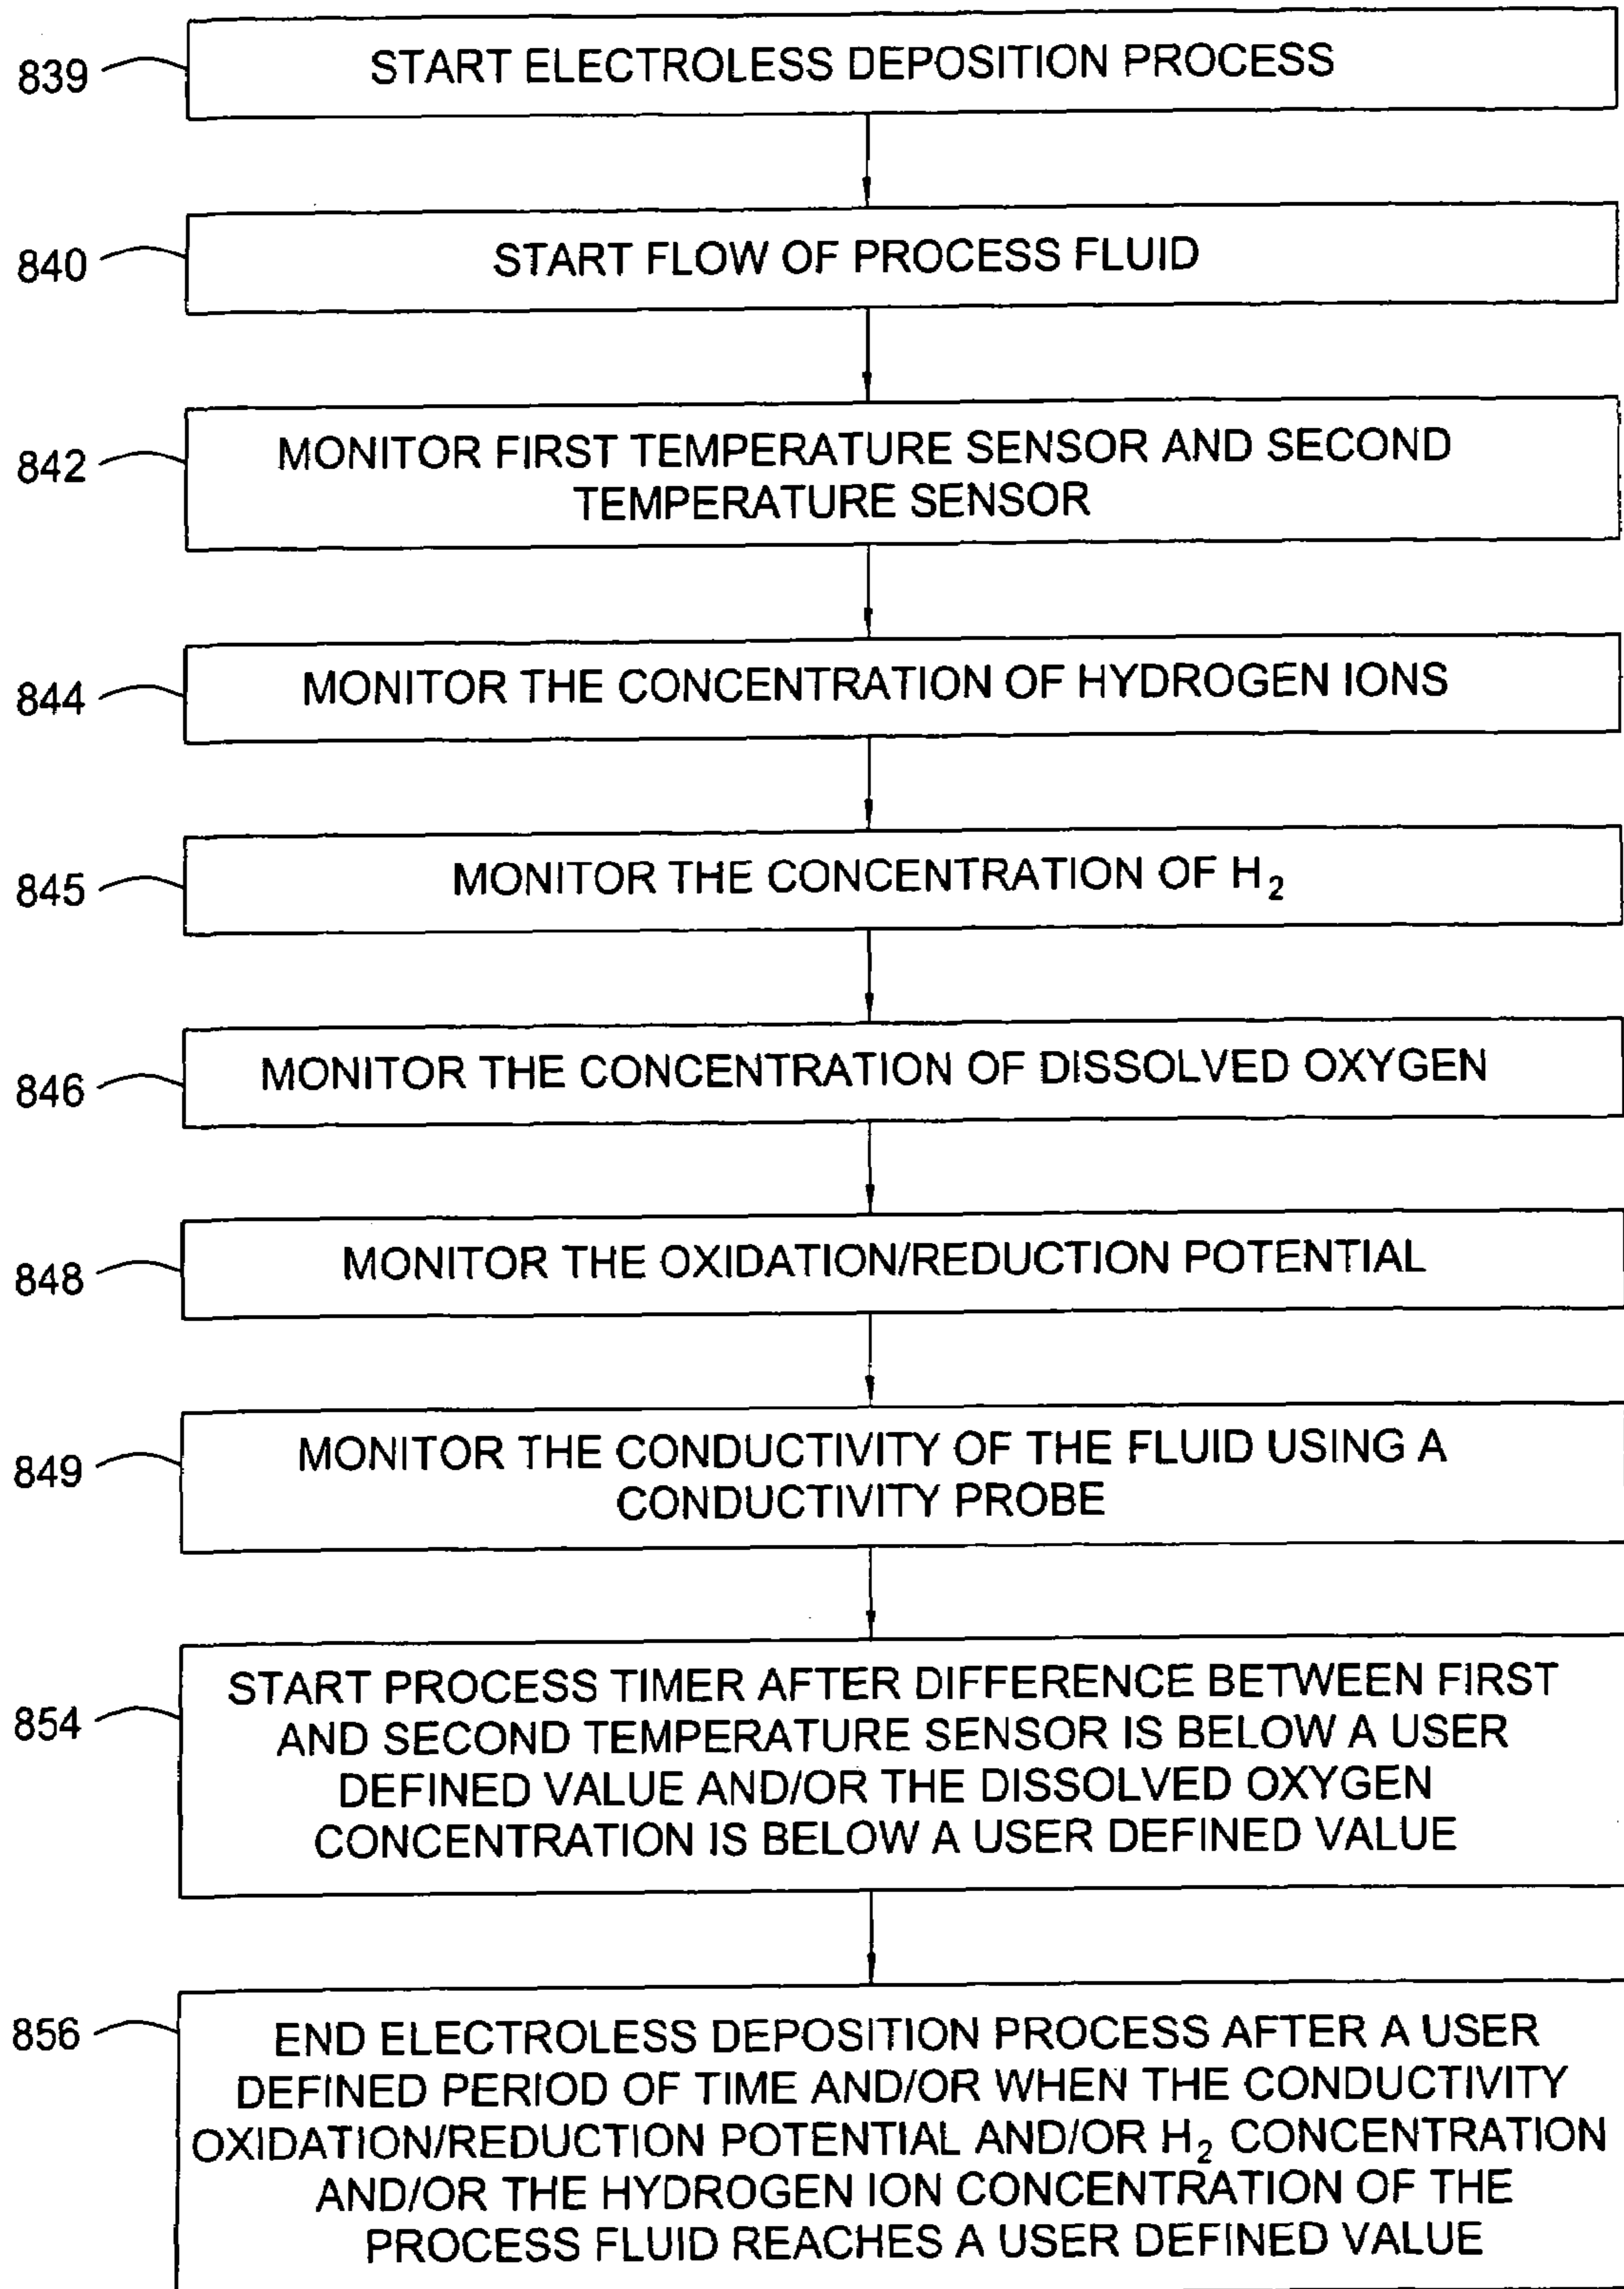 839
START ELECTROLESS DEPOSITION PROCESS
840
START FLOW OF PROCESS FLUID
842
MONITOR FIRST TEMPERATURE SENSOR AND SECOND
TEMPERATURE SENSOR
844
MONITOR THE CONCENTRATION OF HYDROGEN IONS
845
MONITOR THE CONCENTRATION OF H₂
846
MONITOR THE CONCENTRATION OF DISSOLVED OXYGEN
848
MONITOR THE OXIDATION/REDUCTION POTENTIAL
849
MONITOR THE CONDUCTIVITY OF THE FLUID USING A
CONDUCTIVITY PROBE
854
START PROCESS TIMER AFTER DIFFERENCE BETWEEN FIRST
AND SECOND TEMPERATURE SENSOR IS BELOW A USER
DEFINED VALUE AND/OR THE DISSOLVED OXYGEN
CONCENTRATION IS BELOW A USER DEFINED VALUE
856
END ELECTROLESS DEPOSITION PROCESS AFTER A USER
DEFINED PERIOD OF TIME AND/OR WHEN THE CONDUCTIVITY
OXIDATION/REDUCTION POTENTIAL AND/OR H₂ CONCENTRATION
AND/OR THE HYDROGEN ION CONCENTRATION OF THE
PROCESS FLUID REACHES A USER DEFINED VALUE